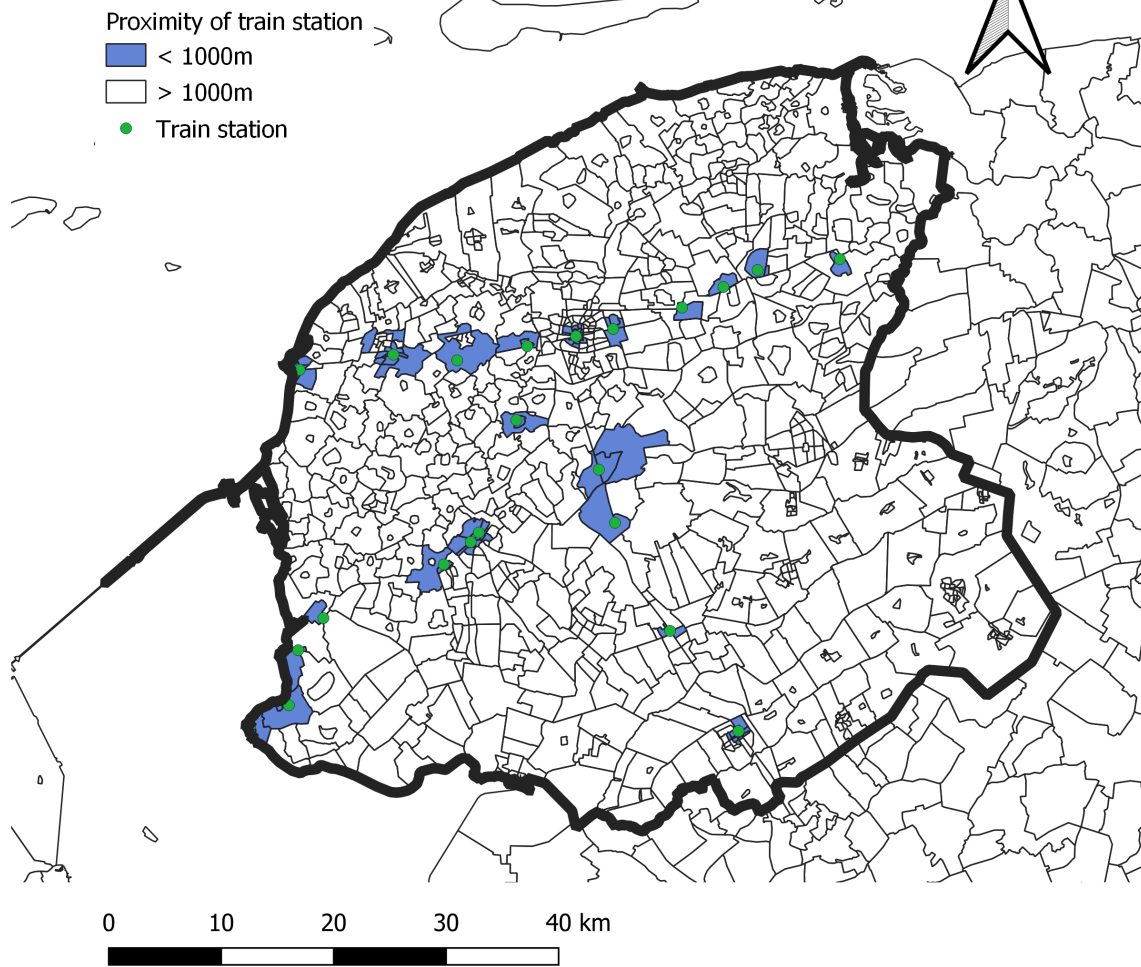 Proximity of train station
< 1000m
> 1000m
Train station
0 10 20 30 40 km